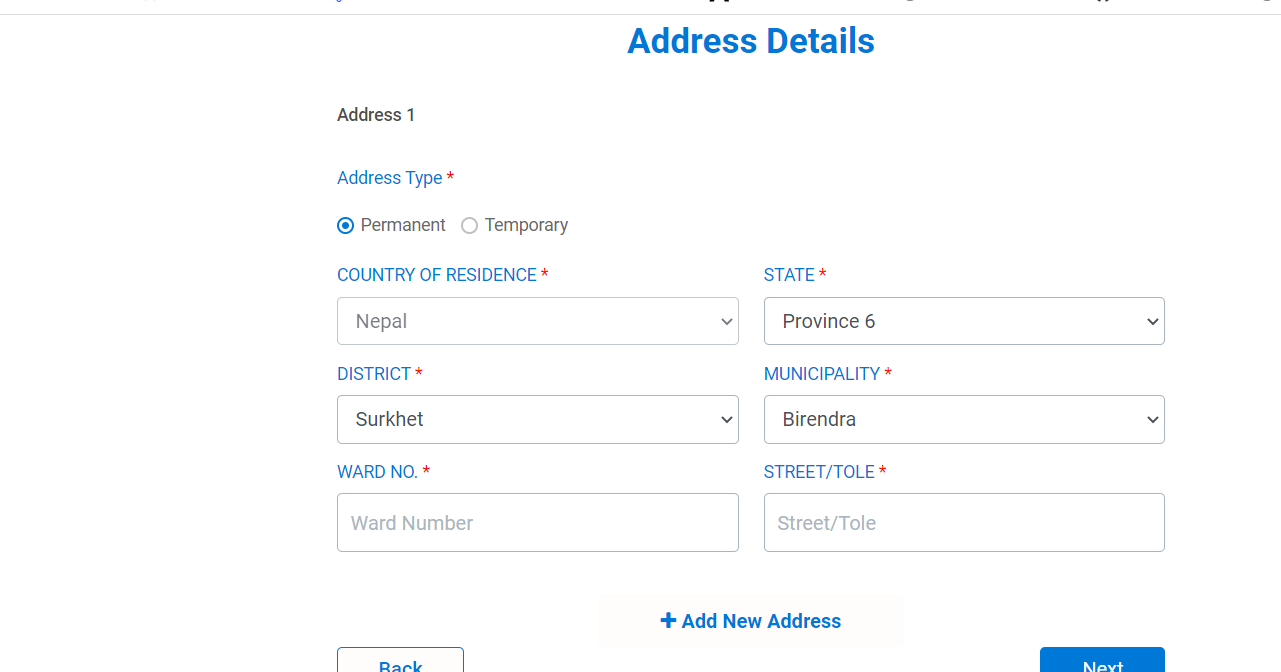 Address Details
Address 1
Address Type *
Permanent Temporary
COUNTRY OF RESIDENCE * STATE *
Nepal Province 6
DISTRICT * MUNICIPALITY *
Surkhet Birendra
WARD NO. * STREET/TOLE *
Ward Number Street/Tole
+ Add New Address
Back Next